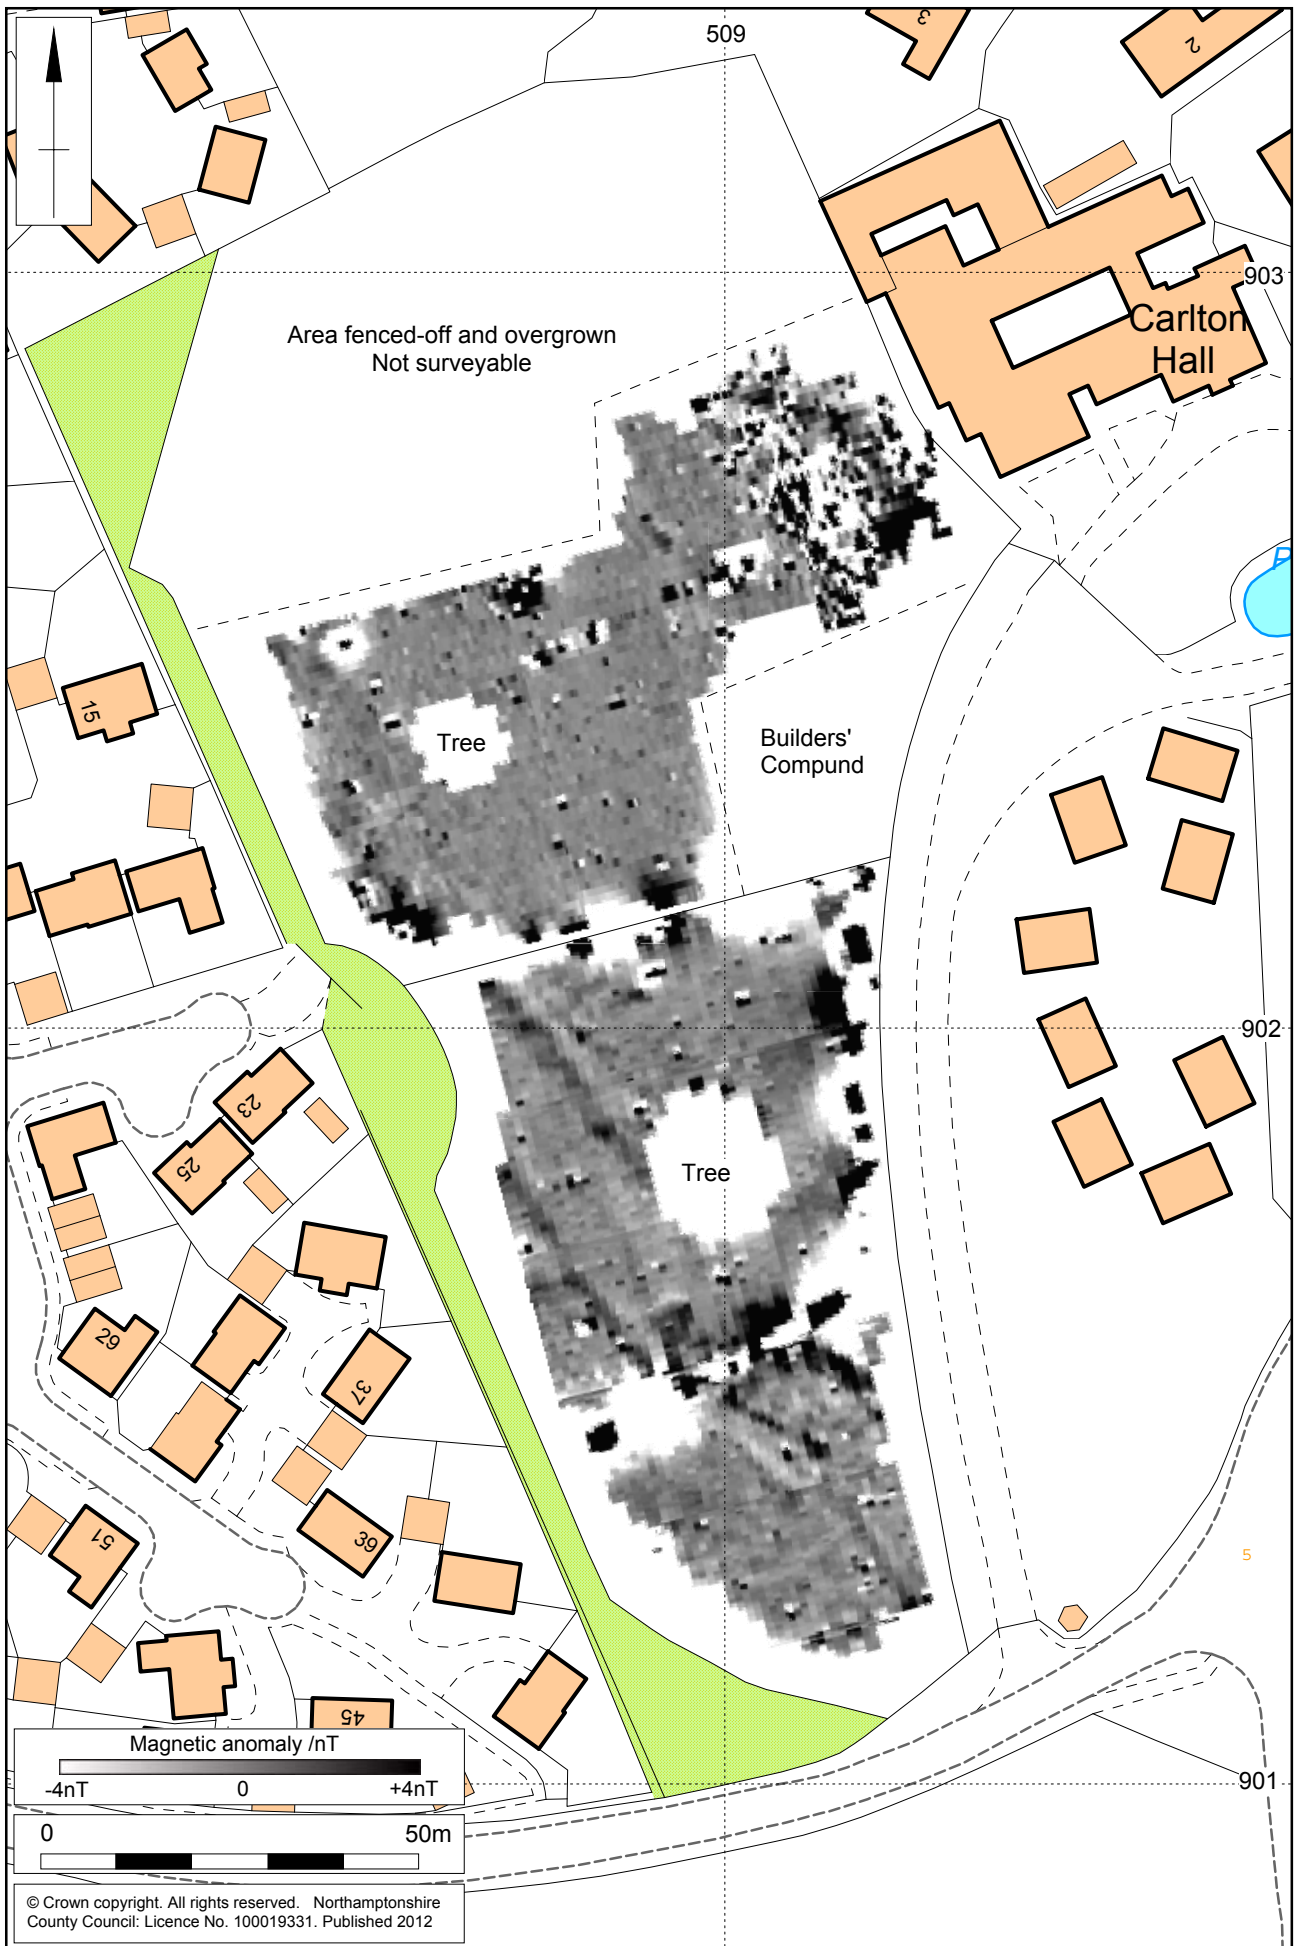 509
3
2
903
Carlton
Hall
Area fenced-off and overgrown
Not surveyable
P
15
Tree
Builders'
Compund
902
23
25
Tree
29
37
39
51
5
45
Magnetic anomaly /nT
-4nT 0 +4nT
901
0 50m
© Crown copyright. All rights reserved. Northamptonshire
County Council: Licence No. 100019331. Published 2012